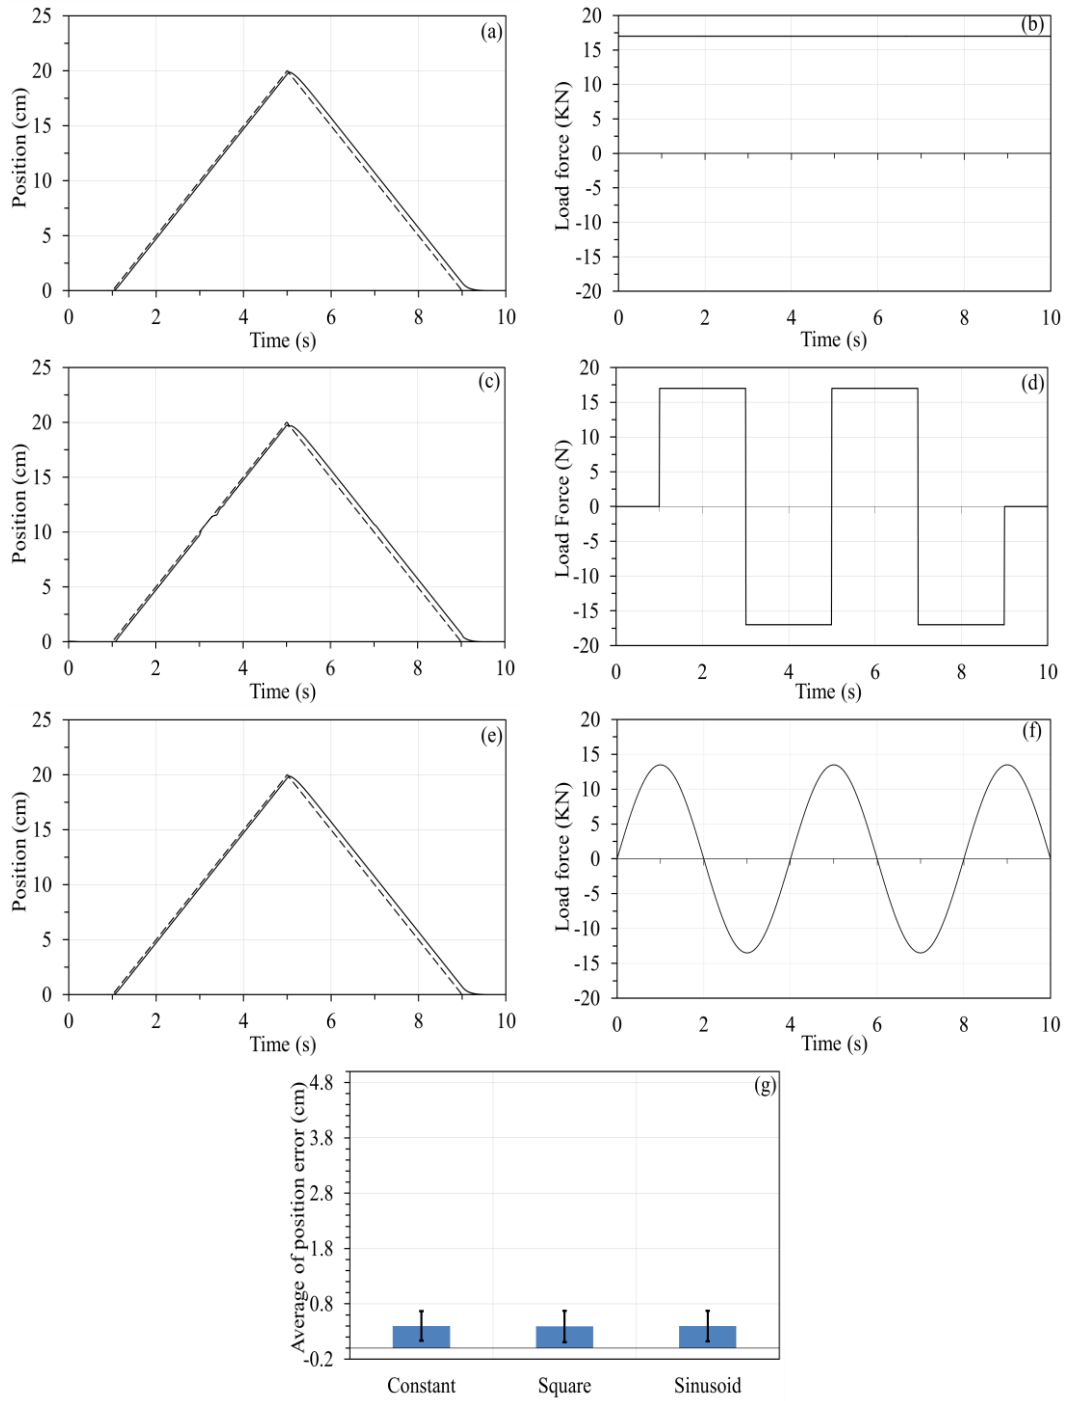 25
20
15
10
5
0
0 2 4 6 8 10
Position (cm)
Time (s)
(a)
20
15
10
5
0
-5
-10
-15
-20
0 2 4 6 8 10
Load force (KN)
Time (s)
(b)
25
20
15
10
5
0
0 2 4 6 8 10
Position (cm)
Time (s)
(c)
20
15
10
5
0
-5
-10
-15
-20
0 2 4 6 8 10
Load Force (N)
Time (s)
(d)
25
20
15
10
5
0
0 2 4 6 8 10
Position (cm)
Time (s)
(e)
20
15
10
5
0
-5
-10
-15
-20
0 2 4 6 8 10
Load force (KN)
Time (s)
(f)
4.8
3.8
2.8
1.8
0.8
-0.2
Average of position error (cm)
(g)
Constant Square Sinusoid